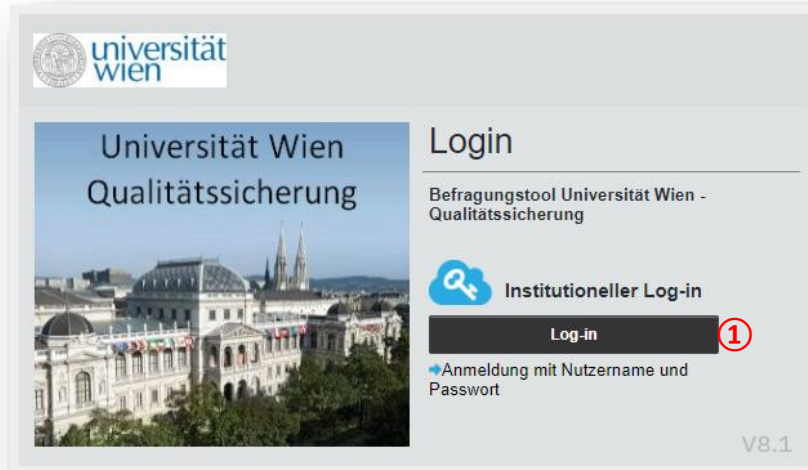 universität
wien
Universität Wien
Qualitätssicherung
Login
Befragungstool Universität Wien -
Qualitätssicherung
Institutioneller Log-in
Log-in
1
Anmeldung mit Nutzername und
Passwort
V8.1